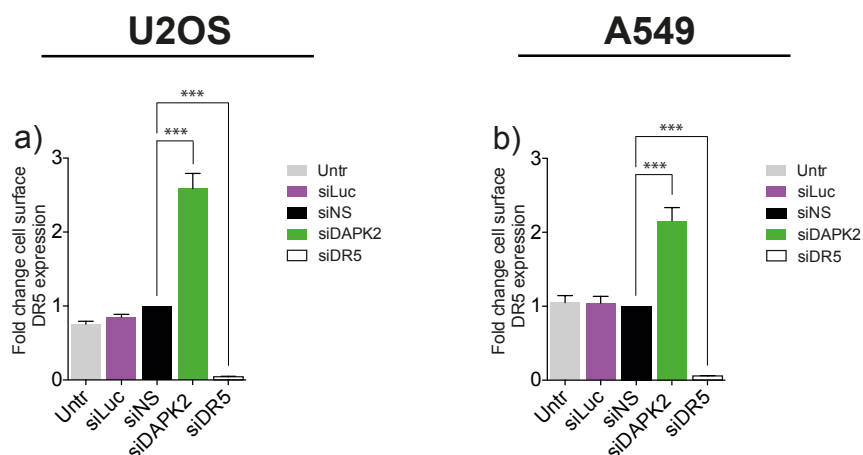 U2OS
A549
a)
***
***
Fold change cell surface
DR5 expression
3
2
1
0
Untr
siLuc
siNS
siDAPK2
siDR5
Untr
siLuc
siNS
siDAPK2
siDR5
b)
***
***
Fold change cell surface
DR5 expression
3
2
1
0
Untr
siLuc
siNS
siDAPK2
siDR5
Untr
siLuc
siNS
siDAPK2
siDR5